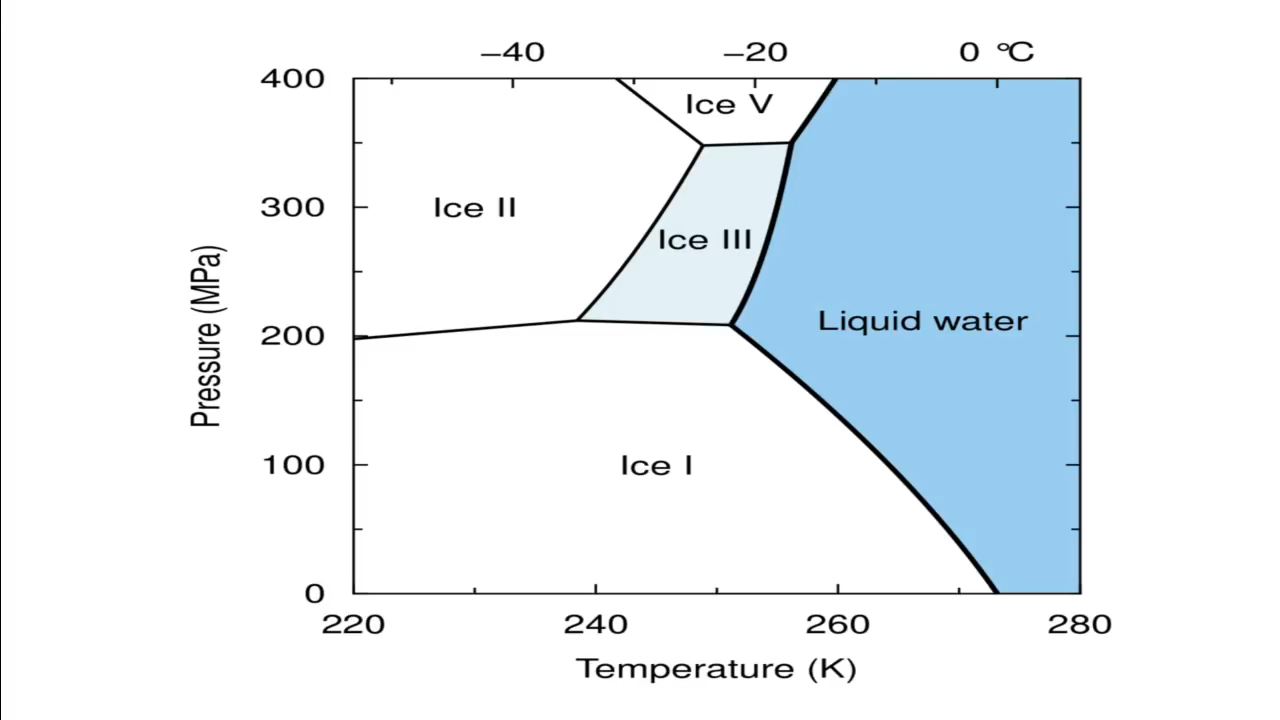 −40 −20 0 °C
400
Ice V
300
Ice II
Ice III
Pressure (MPa)
Liquid water
200
Ice I
100
0
220 240 260 280
Temperature (K)